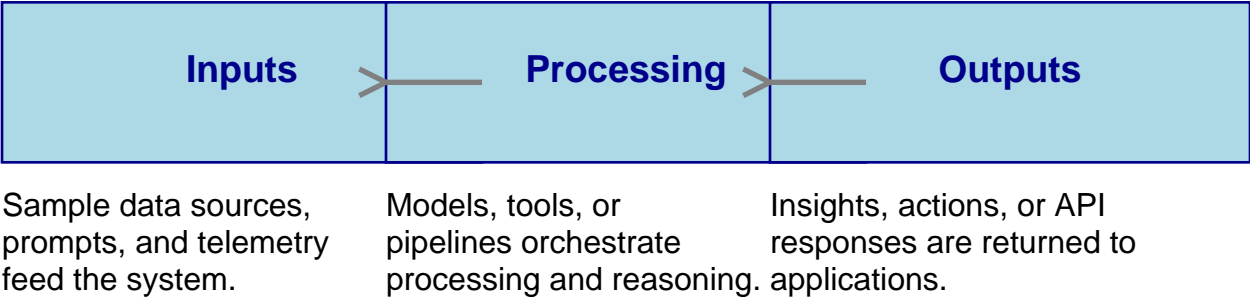 Inputs
Processing
Outputs
Sample data sources,
prompts, and telemetry
feed the system.
Models, tools, or
pipelines orchestrate
processing and reasoning.
Insights, actions, or API
responses are returned to
applications.